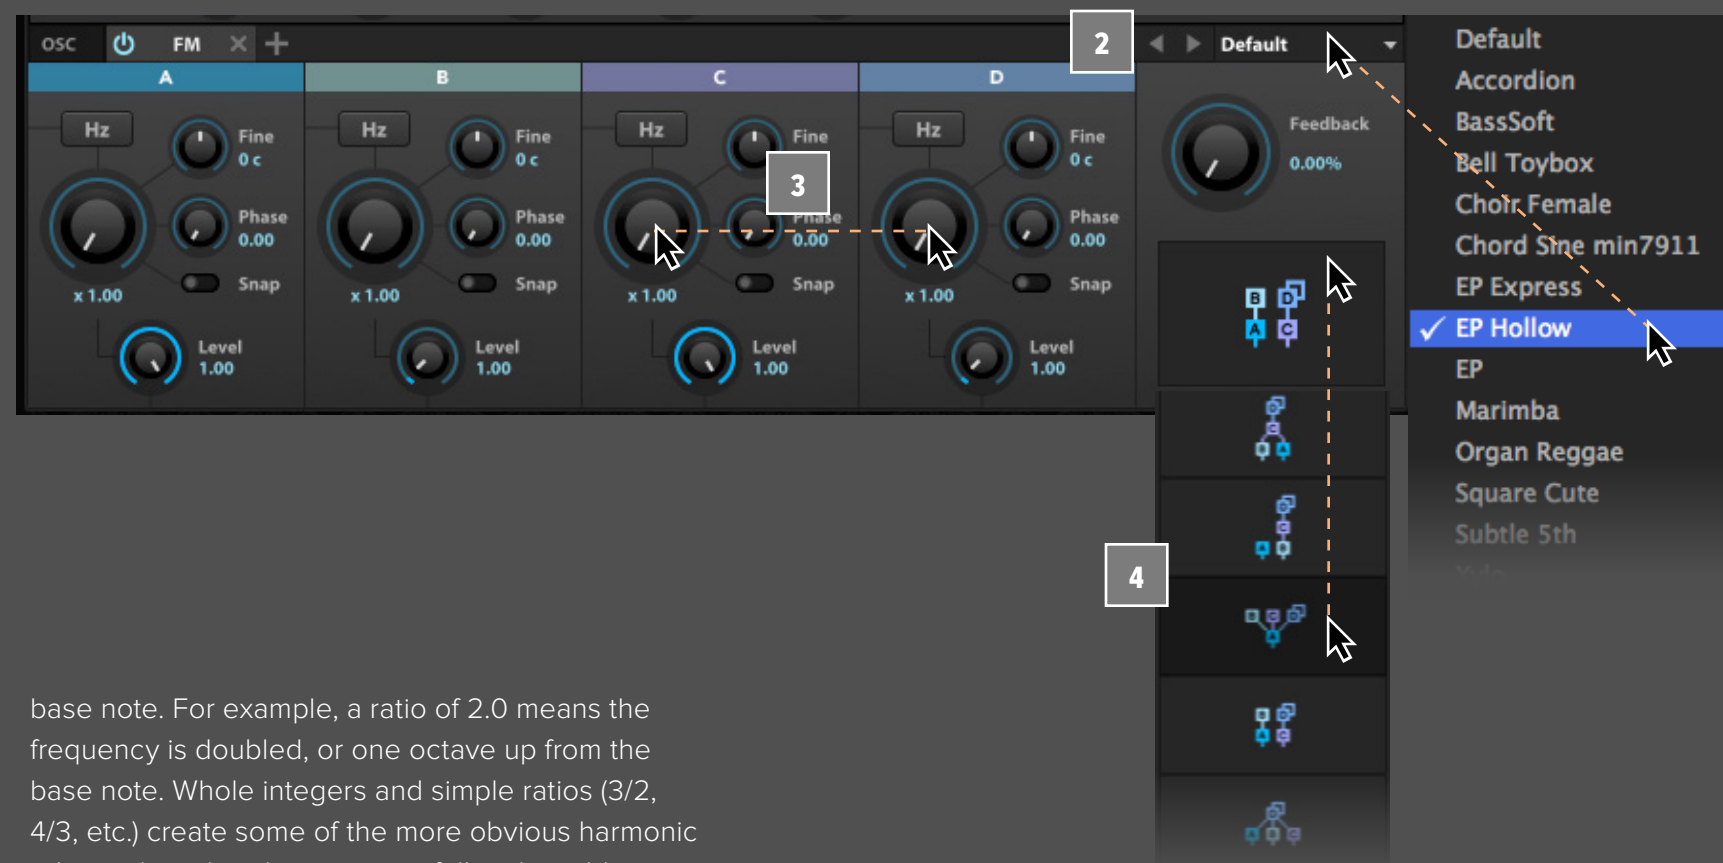 OSC FM 2 Default
A B C D
Hz Fine 0 c Hz Fine 0 c Hz Fine Hz Fine 0 c Feedback 0.00%
3
Phase 0.00 Phase 0.00 Phase 0.00 Phase 0.00
Snap Snap Snap Snap
x 1.00 x 1.00 x 1.00 x 1.00
Level 1.00 Level 1.00 Level 1.00 Level 1.00
B D
A C
4
Default
Accordion
BassSoft
Bell Toybox
Choir Female
Chord Sine min7911
EP Express
✓ EP Hollow
EP
Marimba
Organ Reggae
Square Cute
Subtle 5th
base note. For example, a ratio of 2.0 means the
frequency is doubled, or one octave up from the
base note. Whole integers and simple ratios (3/2,
4/3, etc.) create some of the more obvious harmonic